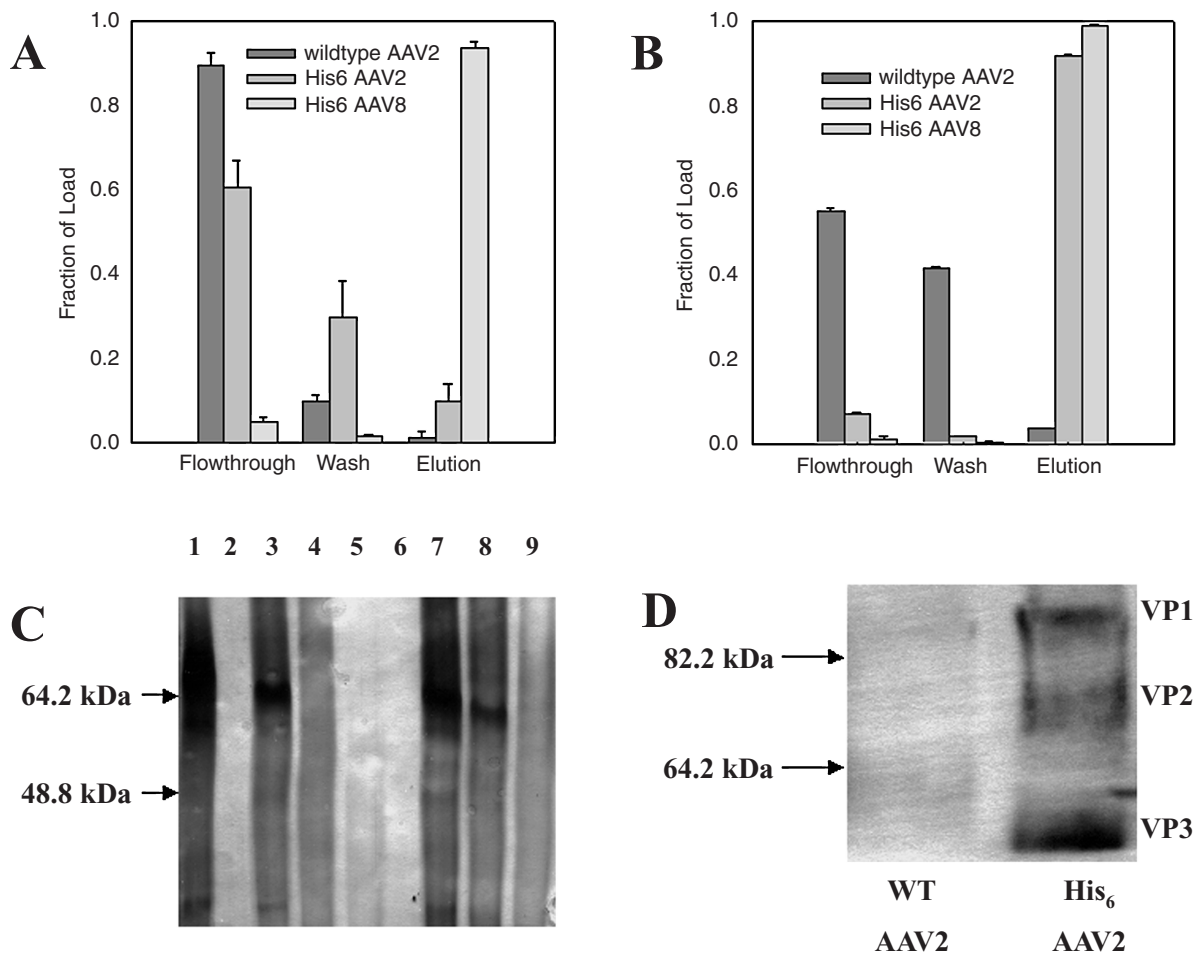 A
1.0
0.8
0.6
0.4
0.2
0.0
Fraction of Load
wildtype AAV2
His6 AAV2
His6 AAV8
Flowthrough
Wash
Elution
B
1.0
0.8
0.6
0.4
0.2
0.0
Fraction of Load
wildtype AAV2
His6 AAV2
His6 AAV8
Flowthrough
Wash
Elution
1 2 3 4 5 6 7 8 9
C
64.2 kDa
48.8 kDa
D
82.2 kDa
64.2 kDa
VP1
VP2
VP3
WT
AAV2
His₆
AAV2